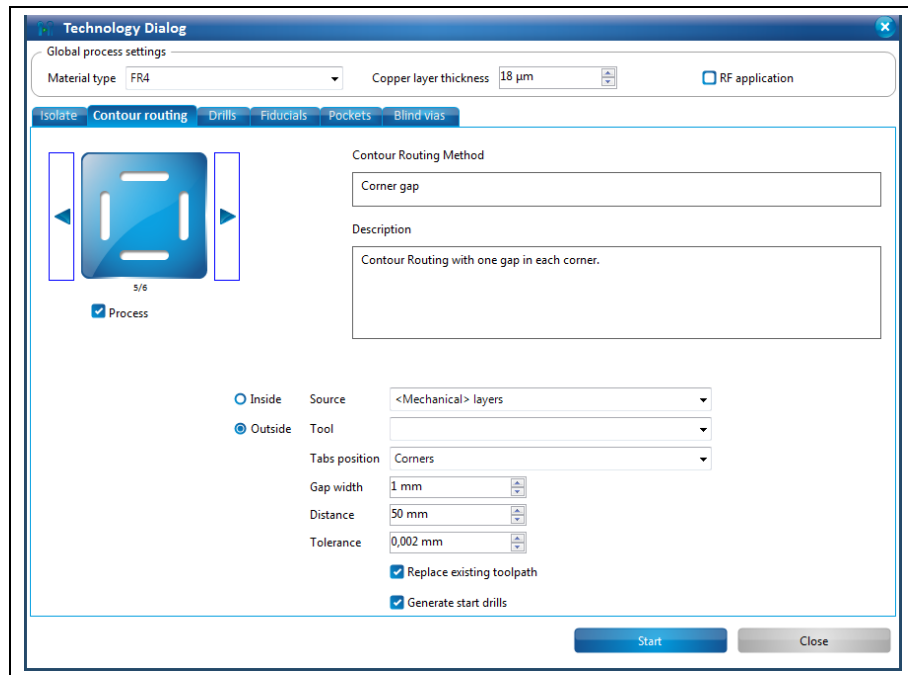 Technology Dialog
Global process settings
Material type FR4 Copper layer thickness 18 µm RF application
Isolate Contour routing Drills Fiducials Pockets Blind vias
Contour Routing Method
Corner gap
Description
Contour Routing with one gap in each corner.
5/6
Process
Inside Source <Mechanical> layers
Outside Tool
Tabs position Corners
Gap width 1 mm
Distance 50 mm
Tolerance 0,002 mm
Replace existing toolpath
Generate start drills
Start Close